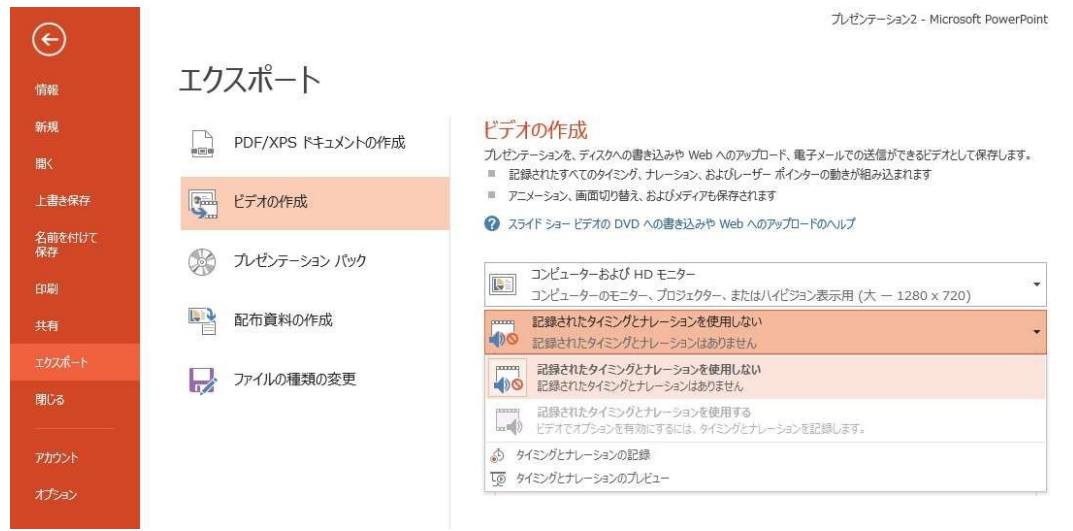 プレゼンテーション2 - Microsoft PowerPoint
情報
新規
開く
上書き保存
名前を付けて
保存
印刷
共有
エクスポート
閉じる
アカウント
オプション
エクスポート
PDF/XPS ドキュメントの作成
ビデオの作成
プレゼンテーション パック
配布資料の作成
ファイルの種類の変更
ビデオの作成
プレゼンテーションを、ディスクへの書き込みや Web へのアップロード、電子メールでの送信ができるビデオとして保存します。
記録されたすべてのタイミング、ナレーション、およびレーザー ポインターの動きが組み込まれます
アニメーション、画面切り替え、およびメディアも保存されます
スライド ショー ビデオの DVD への書き込みや Web へのアップロードのヘルプ
コンピューターおよび HD モニター
コンピューターのモニター、プロジェクター、またはハイビジョン表示用 (大 ー 1280 x 720)
記録されたタイミングとナレーションを使用しない
記録されたタイミングとナレーションはありません
記録されたタイミングとナレーションを使用しない
記録されたタイミングとナレーションはありません
記録されたタイミングとナレーションを使用する
ビデオでオプションを有効にするには、タイミングとナレーションを記録します。
タイミングとナレーションの記録
タイミングとナレーションのプレビュー